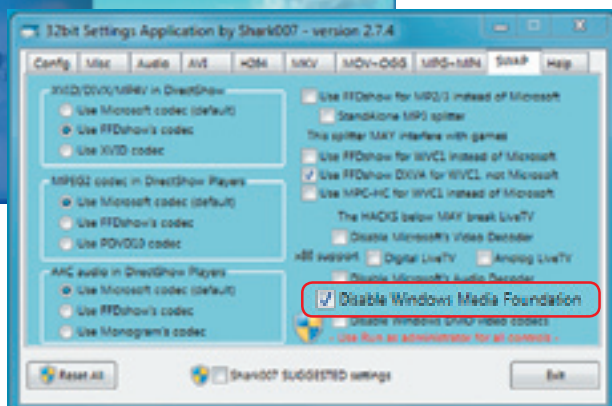 32bit Settings Application by Shark007 - version 2.7.4
Config Misc Audio AVI H264 MKV MOV~OGG MPG~MP4 SWAP Help
XVID/DIVX/MP4V in DirectShow
Use Microsoft codec (default)
Use FFDshow's codec
Use XVID codec
MPEG2 codec in DirectShow Players
Use Microsoft codec (default)
Use FFDshow's codec
Use PDVD10 codec
AAC audio in DirectShow Players
Use Microsoft codec (default)
Use FFDshow's codec
Use Monogram's codec
Use FFDshow for MP2/3 instead of Microsoft
StandAlone MP3 splitter
This splitter MAY interfere with games
Use FFDshow for WVC1 instead of Microsoft
Use FFDshow DXVA for WVC1 not Microsoft
Use MPC-HC for WVC1 instead of Microsoft
The HACKS below MAY break LiveTV
Disable Microsoft's Video Decoder
x86 support Digital LiveTV Analog LiveTV
Disable Microsoft's Audio Decoder
Disable Windows Media Foundation
Disable Windows DMO video codecs
- Use Run as administrator for all controls -
Reset All Shark007 SUGGESTED settings Exit